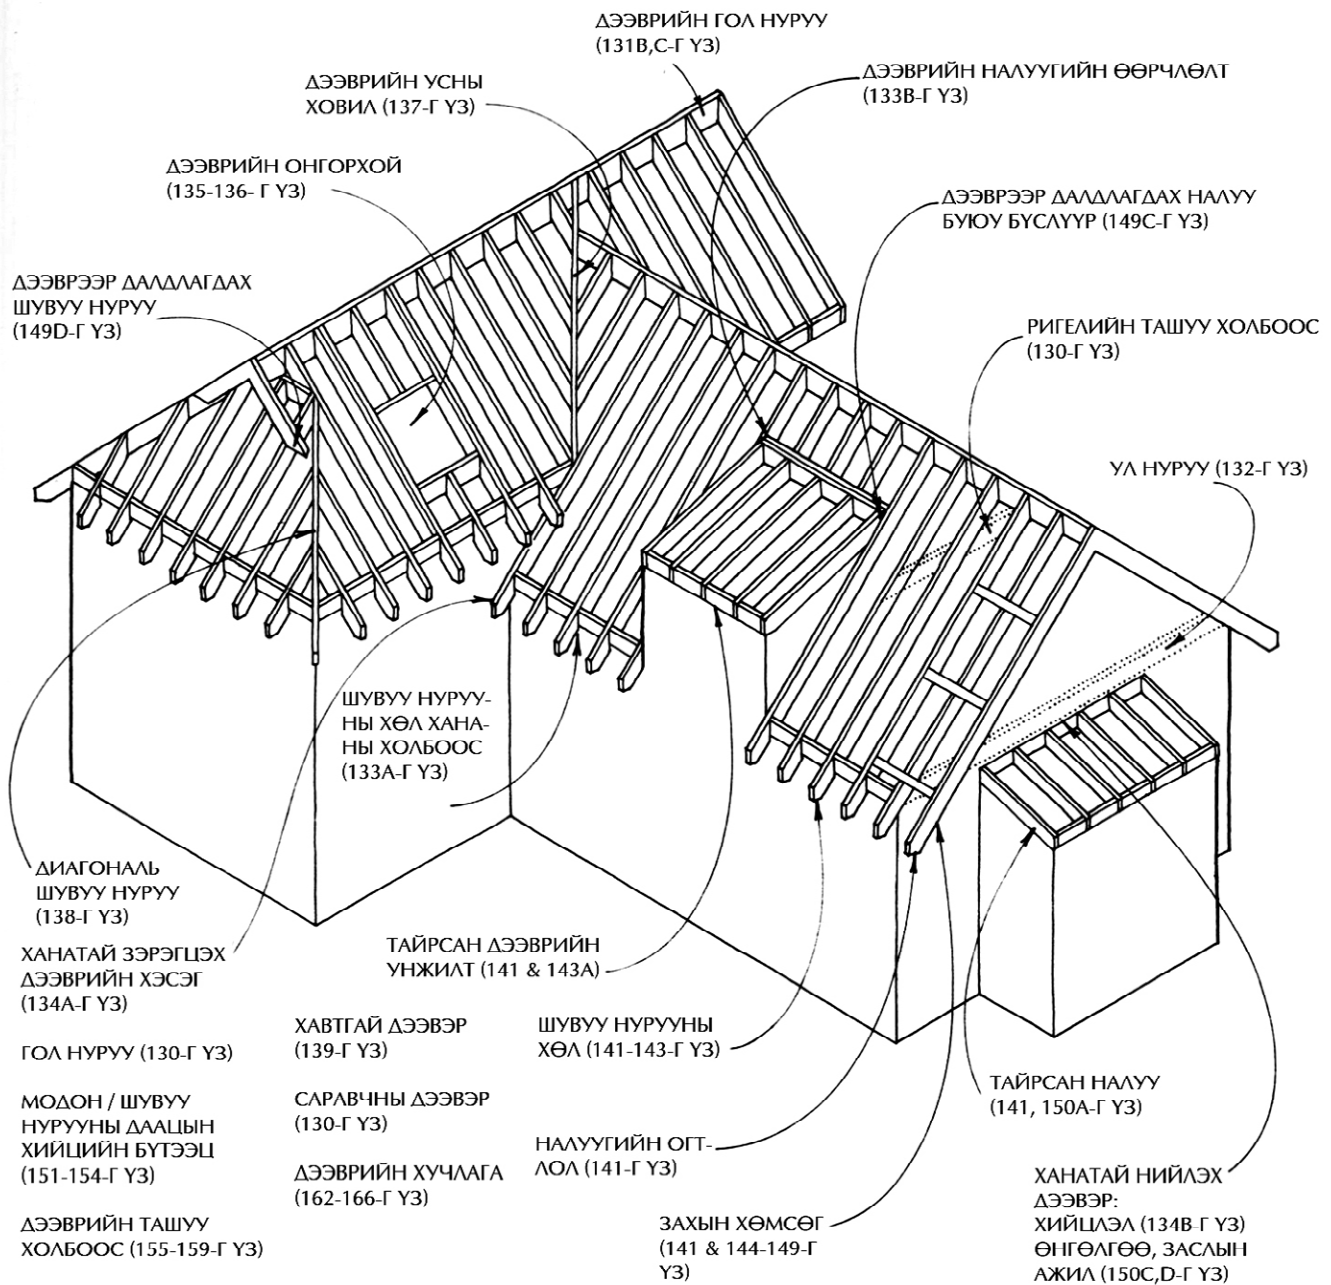 ДЭЭВРИЙН ГОЛ НУРУУ
(131B,C-Г ҮЗ)
ДЭЭВРИЙН УСНЫ
ХОВИЛ (137-Г ҮЗ)
ДЭЭВРИЙН НАЛУУГИЙН ӨӨРЧЛӨЛТ
(133B-Г ҮЗ)
ДЭЭВРИЙН ОНГОРХОЙ
(135-136- Г ҮЗ)
ДЭЭВРЭЭР ДАЛДЛАГДАХ НАЛУУ
БУЮУ БҮСЛҮҮР (149C-Г ҮЗ)
ДЭЭВРЭЭР ДАЛДЛАГДАХ
ШУВУУ НУРУУ
(149D-Г ҮЗ)
РИГЕЛИЙН ТАШУУ ХОЛБООС
(130-Г ҮЗ)
УЛ НУРУУ (132-Г ҮЗ)
ШУВУУ НУРУУ-
НЫ ХӨЛ ХАНА-
НЫ ХОЛБООС
(133A-Г ҮЗ)
ДИАГОНАЛЬ
ШУВУУ НУРУУ
(138-Г ҮЗ)
ХАНАТАЙ ЗЭРЭГЦЭХ
ДЭЭВРИЙН ХЭСЭГ
(134A-Г ҮЗ)
ТАЙРСАН ДЭЭВРИЙН
УНЖИЛТ (141 & 143A)
ГОЛ НУРУУ (130-Г ҮЗ)
ХАВТГАЙ ДЭЭВЭР
(139-Г ҮЗ)
ШУВУУ НУРУУНЫ
ХӨЛ (141-143-Г ҮЗ)
ТАЙРСАН НАЛУУ
(141, 150A-Г ҮЗ)
МОДОН / ШУВУУ
НУРУУНЫ ДААЦЫН
ХИЙЦИЙН БҮТЭЭЦ
(151-154-Г ҮЗ)
САРАВЧНЫ ДЭЭВЭР
(130-Г ҮЗ)
НАЛУУГИЙН ОГТ-
ЛОЛ (141-Г ҮЗ)
ДЭЭВРИЙН ХУЧЛАГА
(162-166-Г ҮЗ)
ХАНАТАЙ НИЙЛЭХ
ДЭЭВЭР:
ХИЙЦЛЭЛ (134B-Г ҮЗ)
ӨНГӨЛГӨӨ, ЗАСЛЫН
АЖИЛ (150C,D-Г ҮЗ)
ДЭЭВРИЙН ТАШУУ
ХОЛБООС (155-159-Г ҮЗ)
ЗАХЫН ХӨМСӨГ
(141 & 144-149-Г
ҮЗ)